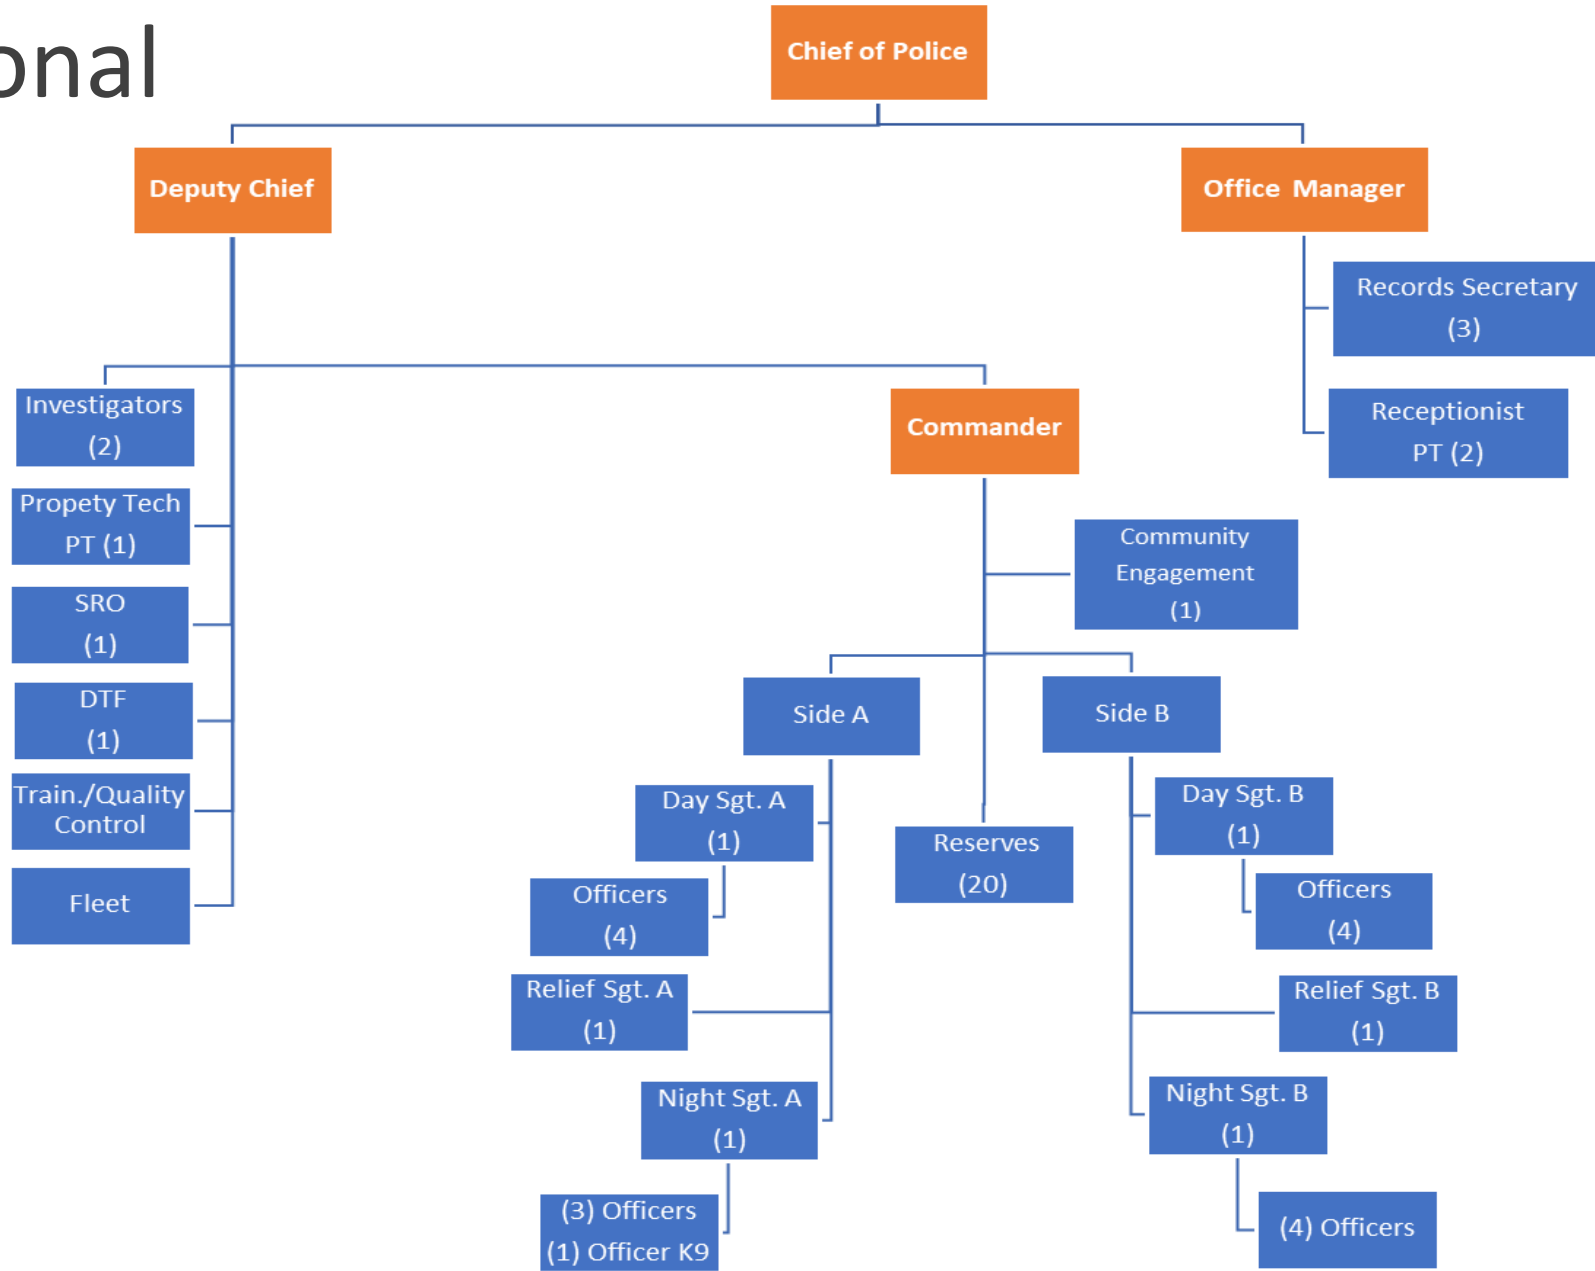 onal
Chief of Police
Deputy Chief
Office Manager
Records Secretary
(3)
Receptionist
PT (2)
Investigators
(2)
Propety Tech
PT (1)
SRO
(1)
DTF
(1)
Train./Quality
Control
Fleet
Commander
Community
Engagement
(1)
Side A
Side B
Day Sgt. A
(1)
Officers
(4)
Relief Sgt. A
(1)
Night Sgt. A
(1)
(3) Officers
(1) Officer K9
Reserves
(20)
Day Sgt. B
(1)
Officers
(4)
Relief Sgt. B
(1)
Night Sgt. B
(1)
(4) Officers